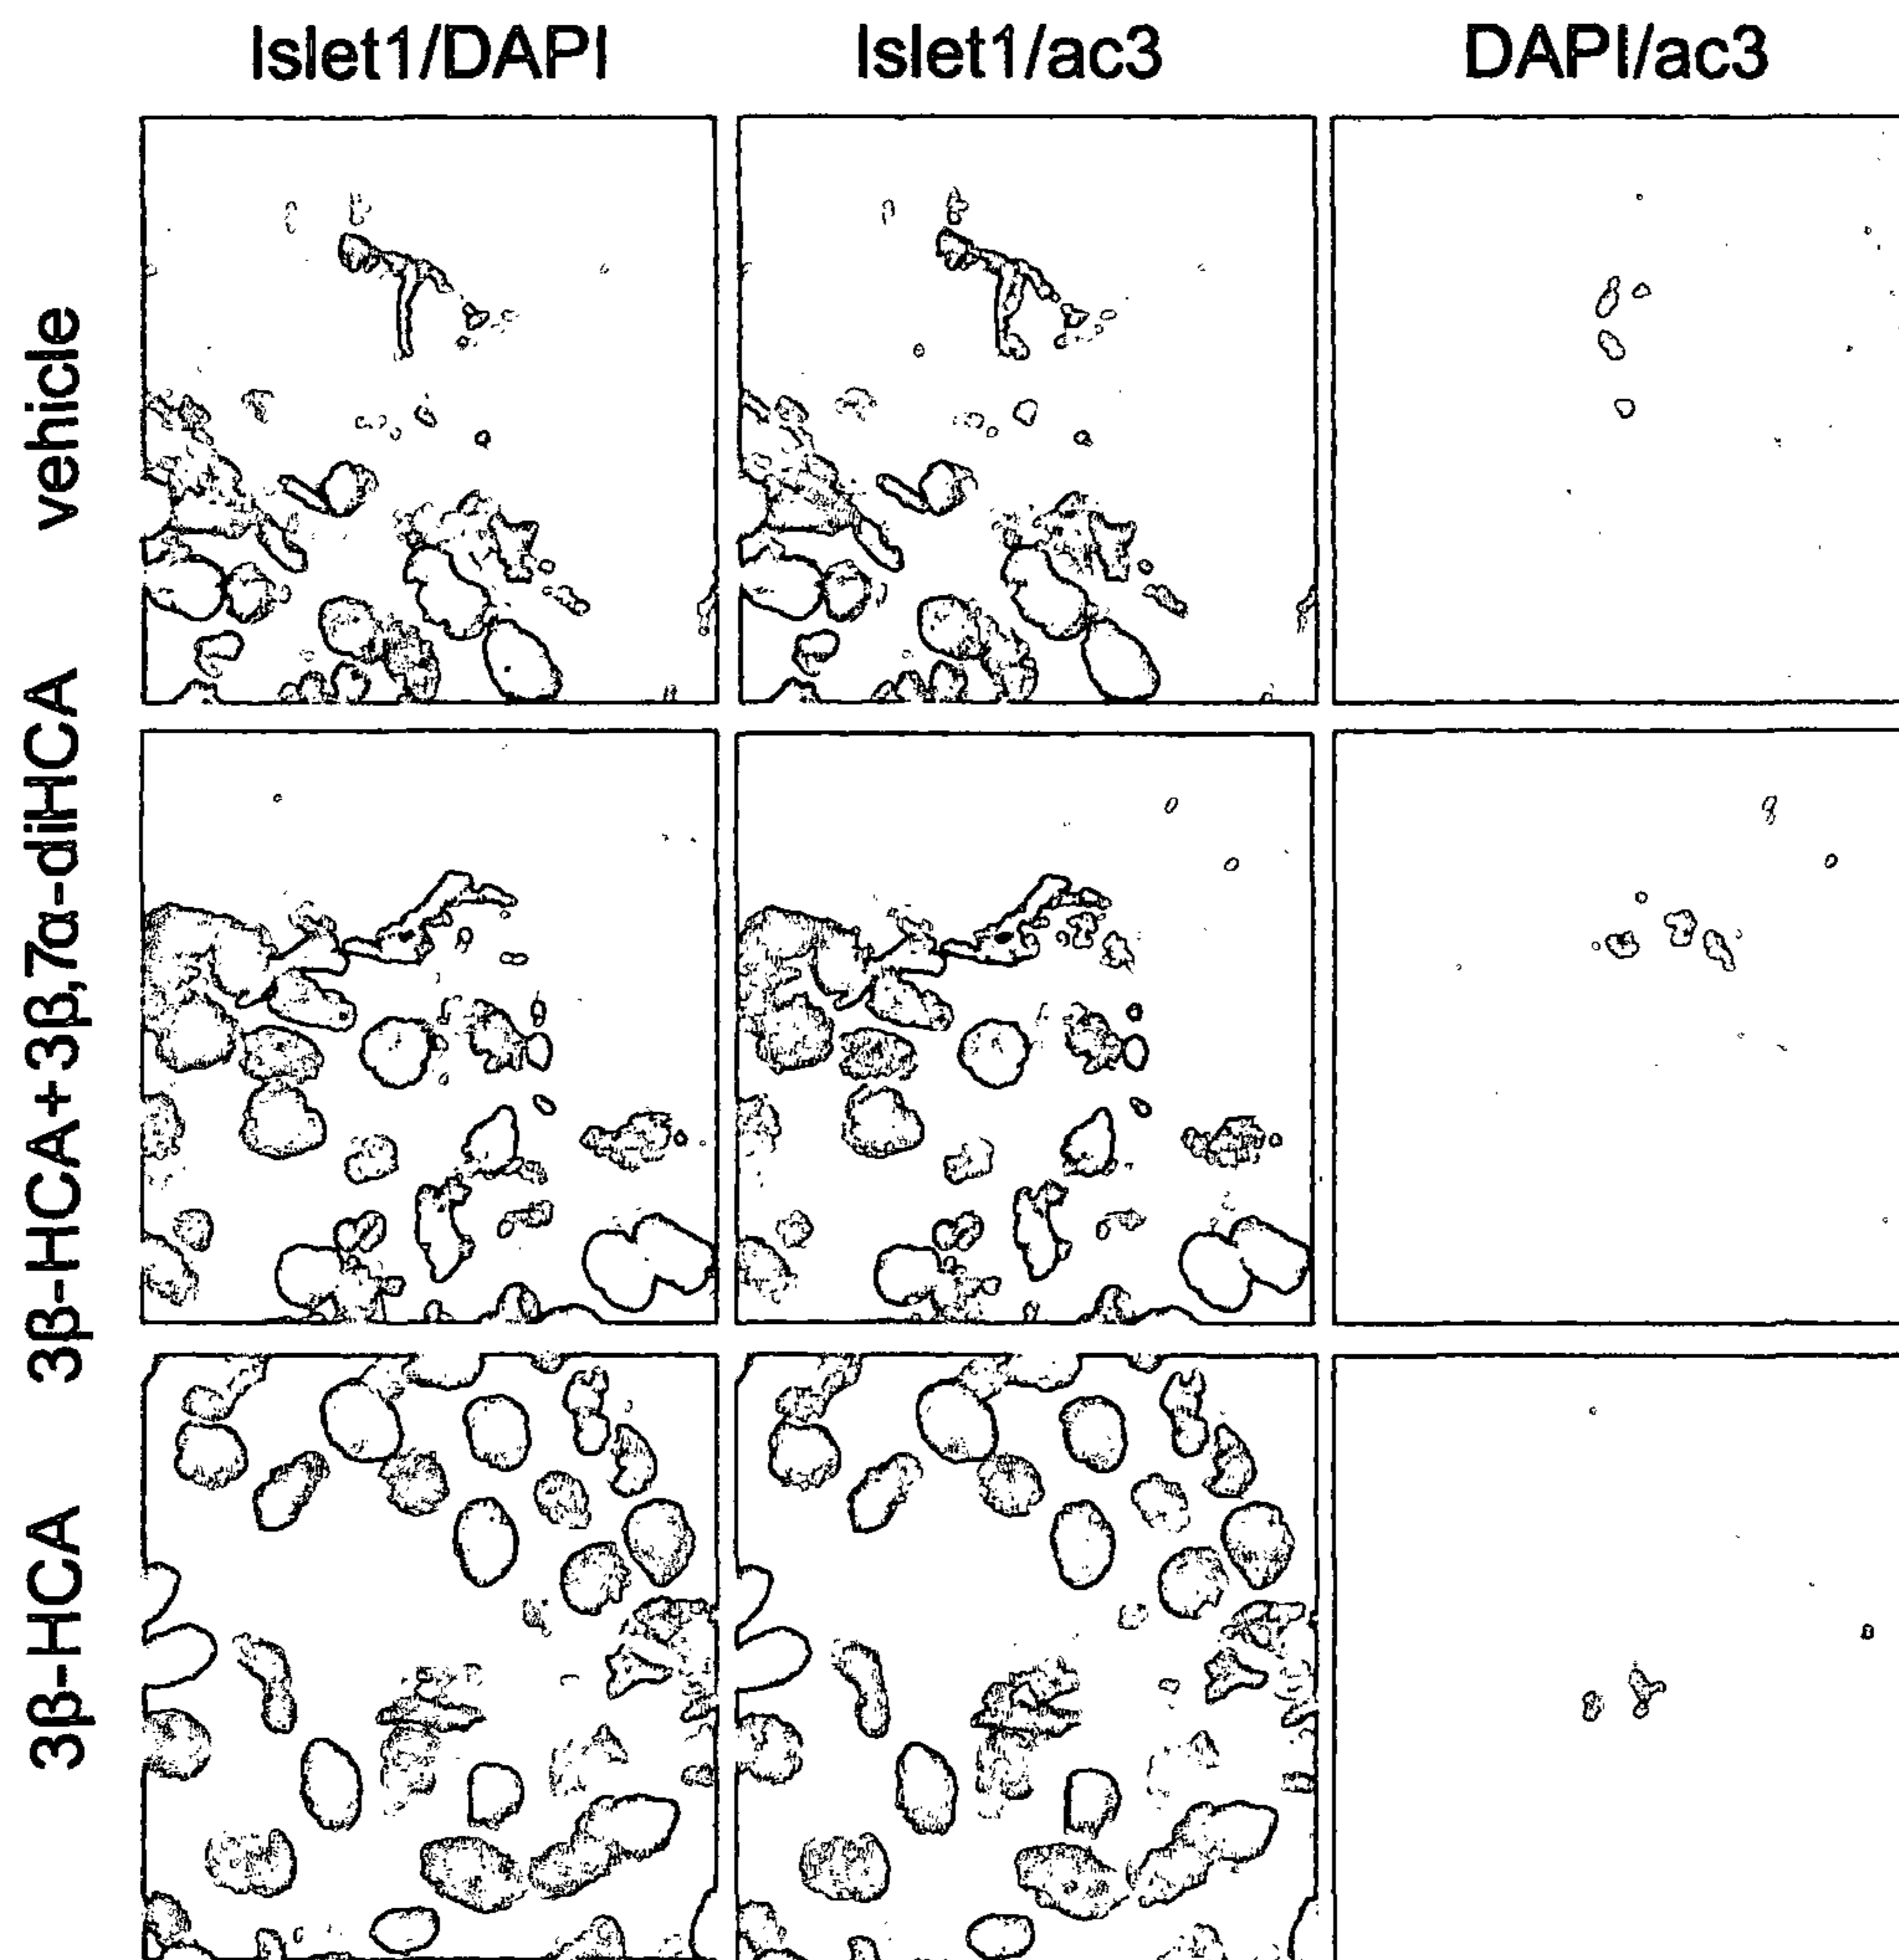 Islet1/DAPI
Islet1/ac3
DAPI/ac3
vehicle
3β-HCA+3β,7α-diHCA
3β-HCA